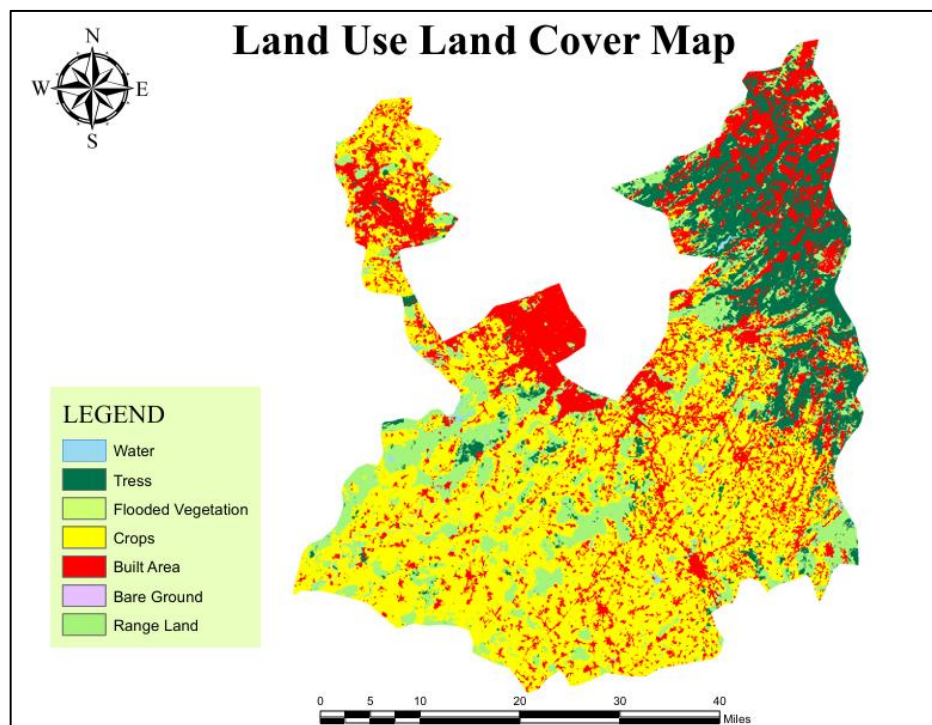 Land Use Land Cover Map
N
W E
S
LEGEND
Water
Tress
Flooded Vegetation
Crops
Built Area
Bare Ground
Range Land
0 5 10 20 30 40
Miles